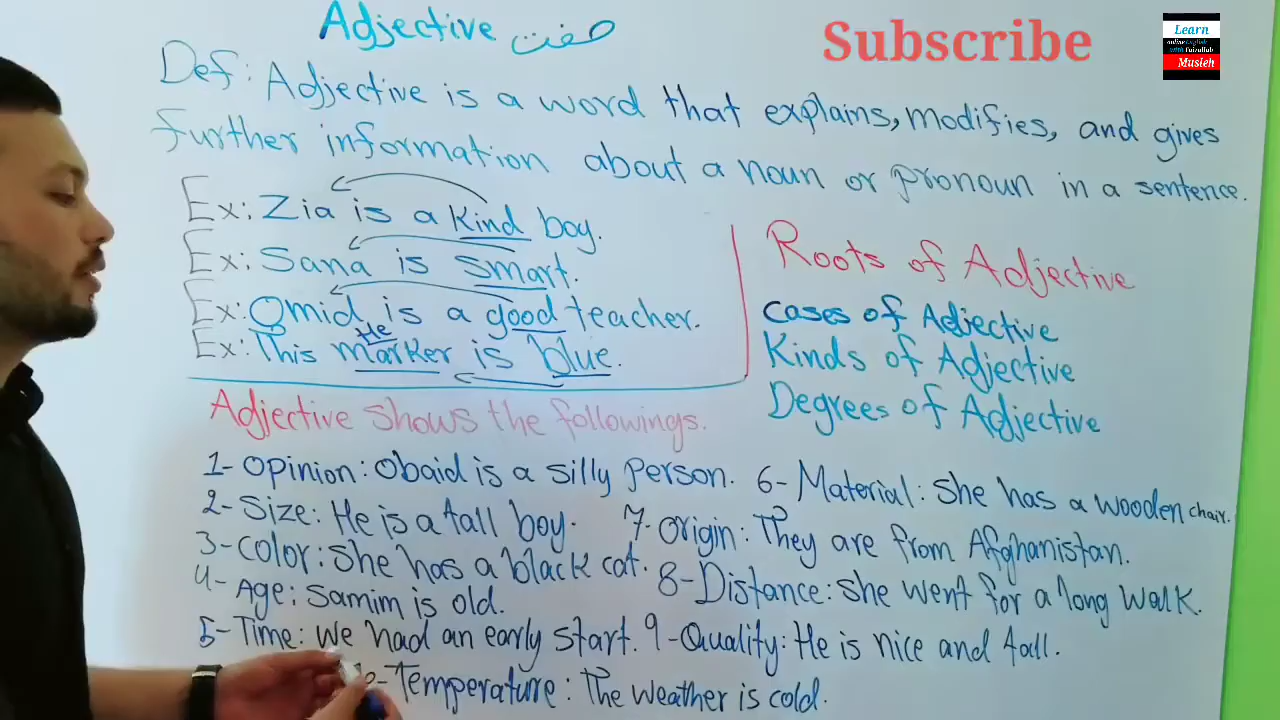 Adjective صفت
Subscribe
Learn
online English
with Faizullah
Musleh
Def: Adjective is a word that explains, modifies, and gives
further information about a noun or pronoun in a sentence.
Ex: Zia is a kind boy.
Ex: Sana is smart.
Ex: Omid is a good teacher.
He
Ex: This marker is blue.
Roots of Adjective
Cases of Adjective
Kinds of Adjective
Degrees of Adjective
Adjective shows the followings.
1- Opinion: Obaid is a silly person.
2- Size: He is a tall boy.
3- Color: She has a black cat.
4- Age: Samim is old.
5- Time: We had an early start.
6- Material: She has a wooden chair.
7- Origin: They are from Afghanistan.
8- Distance: She went for a long walk.
9- Quality: He is nice and tall.
- Temperature: The weather is cold.